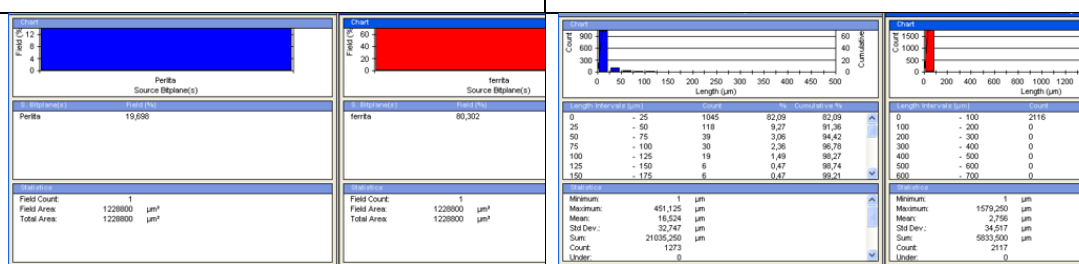 Chart
Field (%
12
8
4
0
Perlita
Source Bitplane(s)
S. Bitplane(s) Field (%)
Perlita 19,698
Statistics
Field Count: 1
Field Area: 1228800 µm²
Total Area: 1228800 µm²
Chart
Field (%
60
40
20
0
ferrita
Source Bitplane(s)
S. Bitplane(s) Field (%)
ferrita 80,302
Statistics
Field Count: 1
Field Area: 1228800 µm²
Total Area: 1228800 µm²
Chart
Count
900
600
300
0
60
40
20
0
Cumulative
0 50 100 150 200 250 300 350 400 450 500
Length (µm)
Length Intervals (µm) Count % Cumulative %
0 - 25 1045 82,09 82,09
25 - 50 118 9,27 91,36
50 - 75 39 3,06 94,42
75 - 100 30 2,36 96,78
100 - 125 19 1,49 98,27
125 - 150 6 0,47 98,74
150 - 175 6 0,47 99,21
Statistics
Minimum: 1 µm
Maximum: 451,125 µm
Mean: 16,524 µm
Std Dev.: 32,747 µm
Sum: 21035,250 µm
Count: 1273
Under: 0
Chart
Count
1500
1000
500
0
0 200 400 600 800 1000 1200
Length (µm)
Length Intervals (µm) Count
0 - 100 2116
100 - 200 0
200 - 300 0
300 - 400 0
400 - 500 0
500 - 600 0
600 - 700 0
Statistics
Minimum: 1 µm
Maximum: 1579,250 µm
Mean: 2,756 µm
Std Dev.: 34,517 µm
Sum: 5833,500 µm
Count: 2117
Under: 0